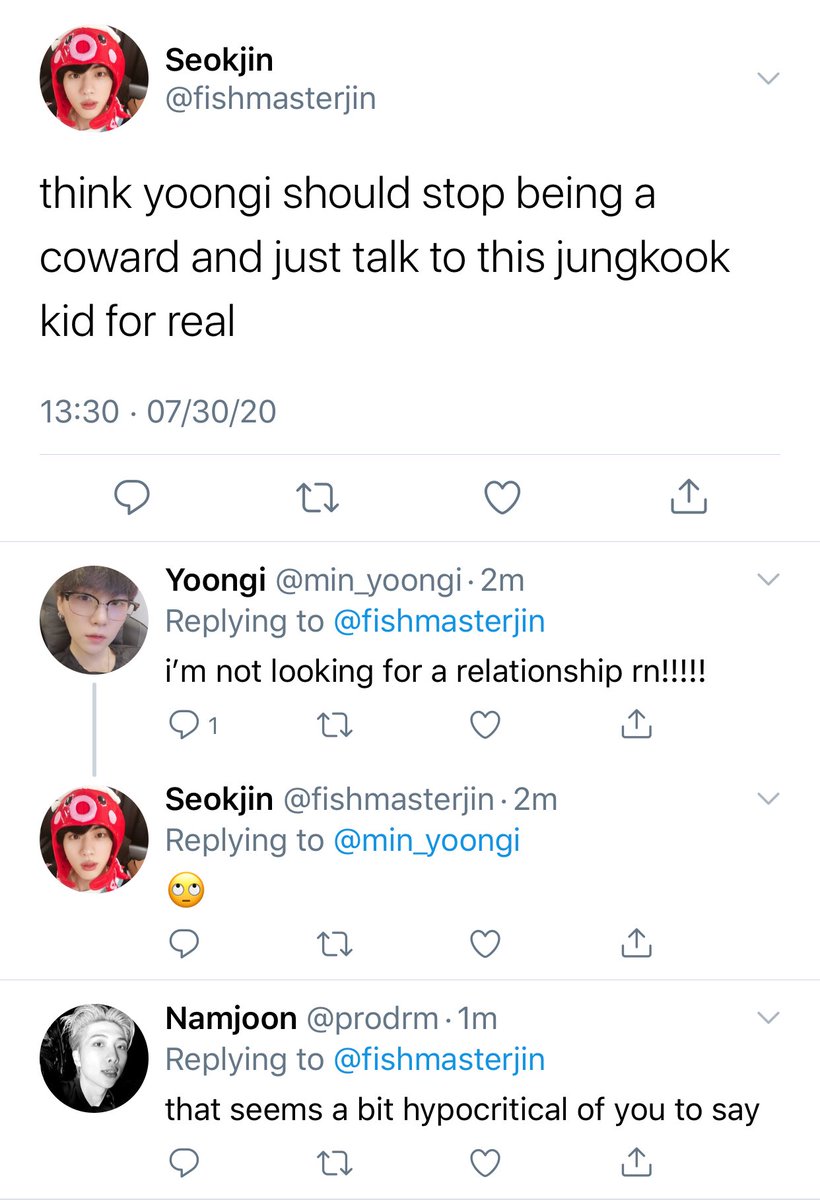 Seokjin
@fishmasterjin
think yoongi should stop being a
coward and just talk to this jungkook
kid for real
13:30 · 07/30/20
Yoongi @min_yoongi · 2m
Replying to @fishmasterjin
i’m not looking for a relationship rn!!!!!
1
Seokjin @fishmasterjin · 2m
Replying to @min_yoongi
🙄
Namjoon @prodrm · 1m
Replying to @fishmasterjin
that seems a bit hypocritical of you to say